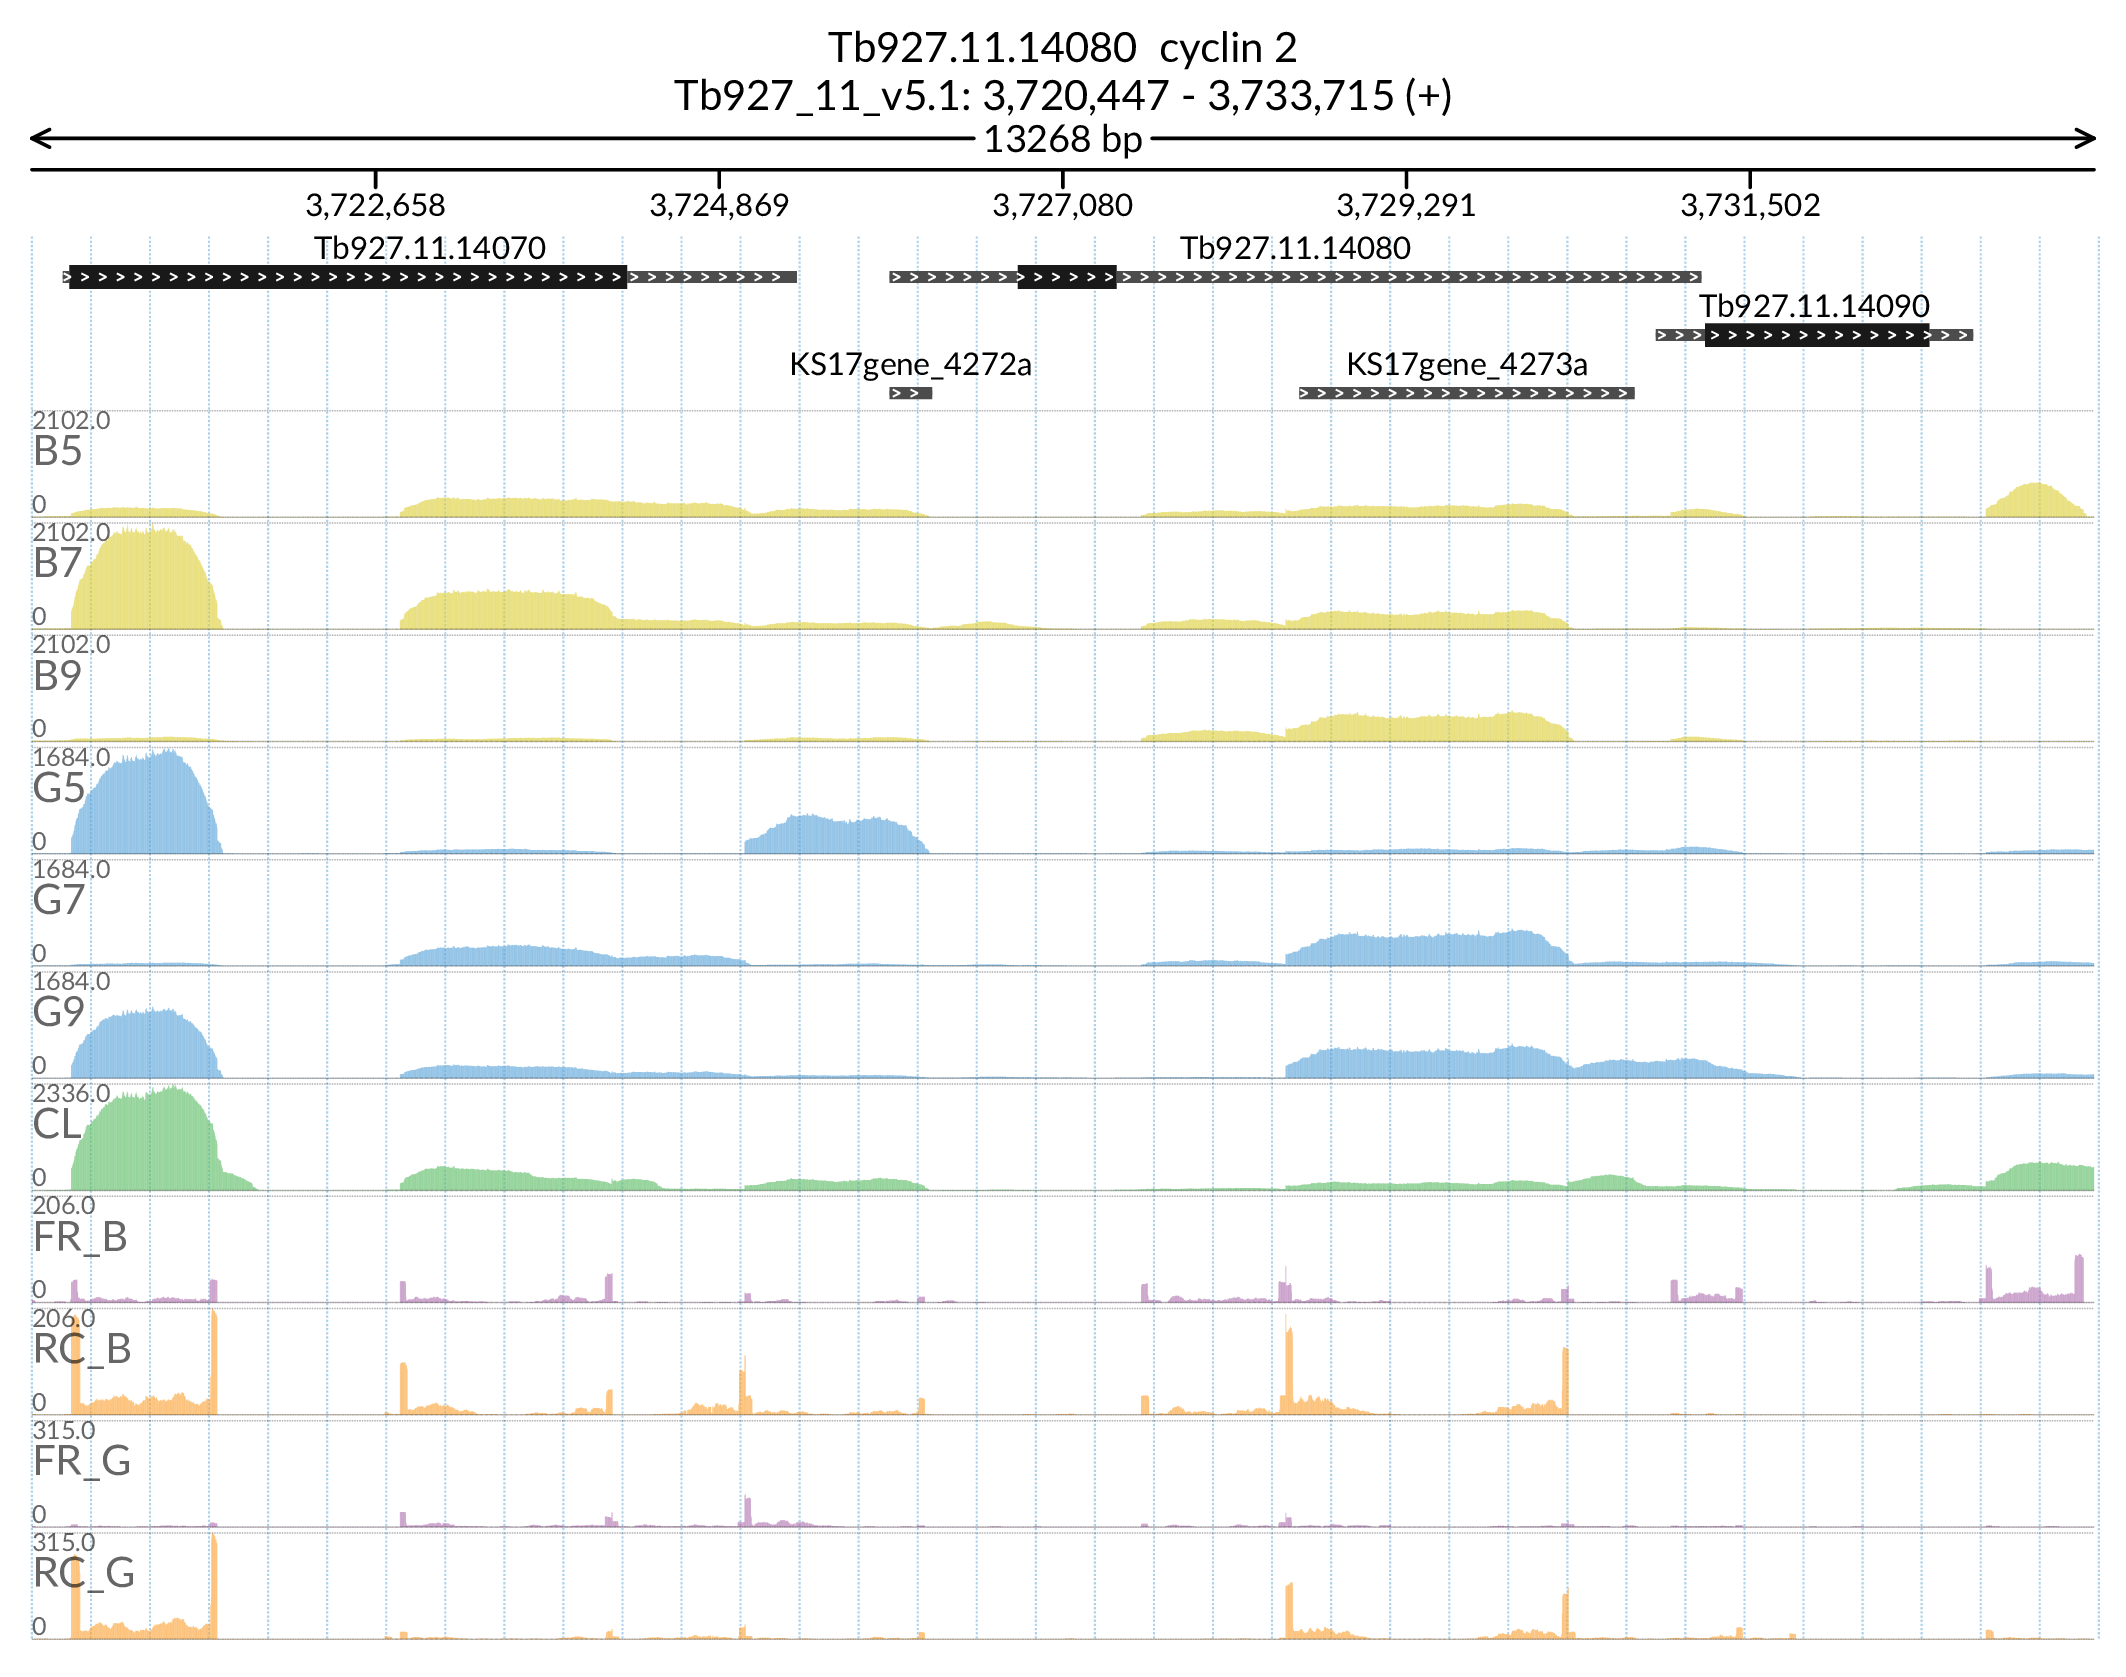 Tb927.11.14080  cyclin 2
Tb927_11_v5.1: 3,720,447 - 3,733,715 (+)
13268 bp
3,722,658 3,724,869 3,727,080 3,729,291 3,731,502
Tb927.11.14070 Tb927.11.14080
Tb927.11.14090
KS17gene_4272a KS17gene_4273a
2102.0
B5
0
2102.0
B7
0
2102.0
B9
0
1684.0
G5
0
1684.0
G7
0
1684.0
G9
0
2336.0
CL
0
206.0
FR_B
0
206.0
RC_B
0
315.0
FR_G
0
315.0
RC_G
0